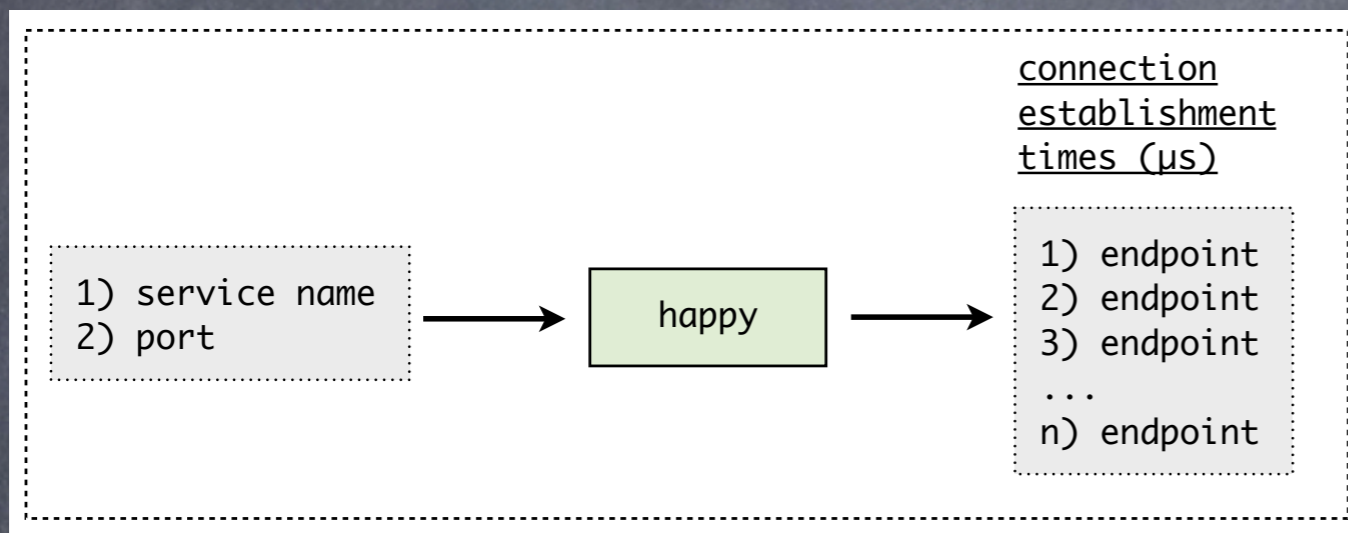 connection
establishment
times (µs)
1) service name
2) port
happy
1) endpoint
2) endpoint
3) endpoint
...
n) endpoint